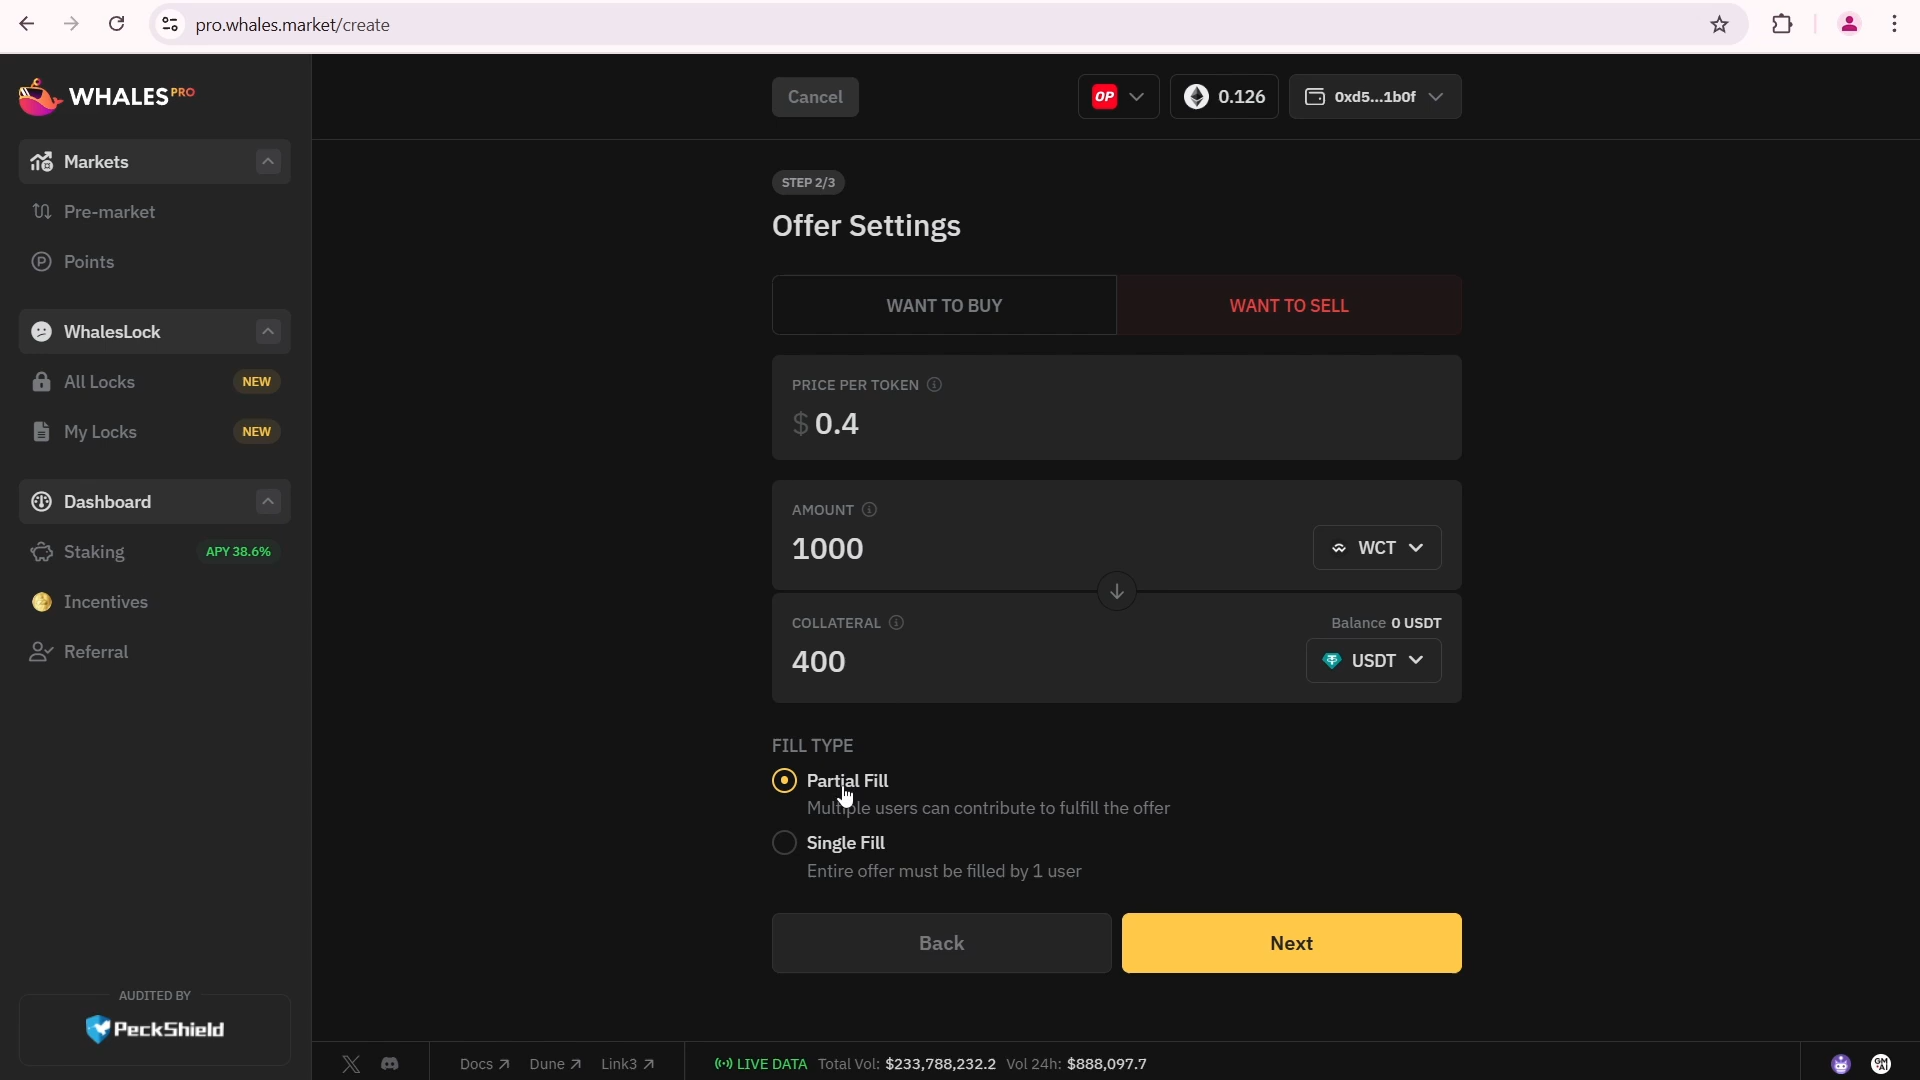 pro.whales.market/create
WHALES PRO
Cancel
OP
0.126
0xd5...1b0f
Markets
Pre-market
Points
WhalesLock
All Locks NEW
My Locks NEW
Dashboard
Staking APY 38.6%
Incentives
Referral
AUDITED BY
PeckShield
STEP 2/3
Offer Settings
WANT TO BUY WANT TO SELL
PRICE PER TOKEN
$ 0.4
AMOUNT
1000 WCT
COLLATERAL Balance 0 USDT
400 USDT
FILL TYPE
Partial Fill
Multiple users can contribute to fulfill the offer
Single Fill
Entire offer must be filled by 1 user
Back Next
Docs Dune Link3 LIVE DATA Total Vol: $233,788,232.2 Vol 24h: $888,097.7
GM AI